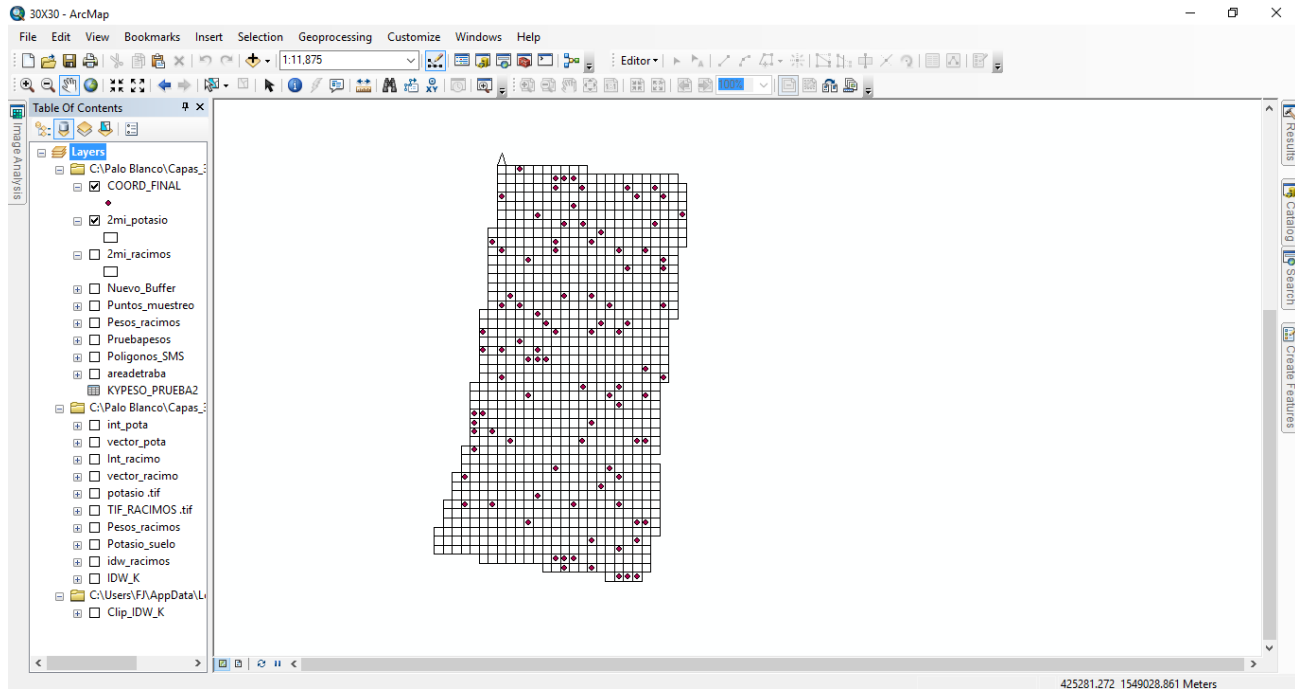 30X30 - ArcMap
File Edit View Bookmarks Insert Selection Geoprocessing Customize Windows Help
1:11,875
Editor
100%
Table Of Contents
Image Analysis
Layers
C:\Palo Blanco\Capas_
COORD_FINAL
2mi_potasio
2mi_racimos
Nuevo_Buffer
Puntos_muestreo
Pesos_racimos
Pruebapesos
Poligonos_SMS
areadetraba
KYPESO_PRUEBA2
C:\Palo Blanco\Capas_
int_pota
vector_pota
Int_racimo
vector_racimo
potasio .tif
TIF_RACIMOS .tif
Pesos_racimos
Potasio_suelo
idw_racimos
IDW_K
C:\Users\FJ\AppData\L
Clip_IDW_K
Results
Catalog
Search
Create Features
425281.272 1549028.861 Meters